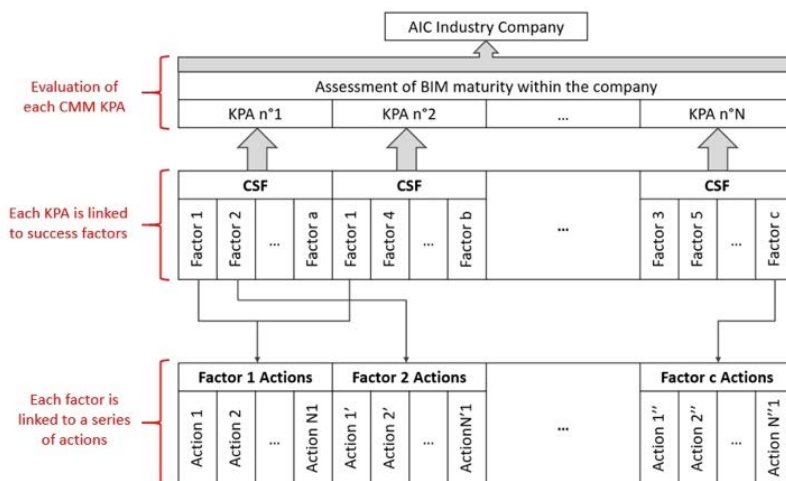 AIC Industry Company
Evaluation of
each CMM KPA
Assessment of BIM maturity within the company
KPA n°1
KPA n°2
...
KPA n°N
Each KPA is linked
to success factors
CSF
CSF
CSF
Factor 1
Factor 2
...
Factor a
Factor 1
Factor 4
...
Factor b
...
Factor 3
Factor 5
...
Factor c
Each factor is
linked to a series
of actions
Factor 1 Actions
Factor 2 Actions
Factor c Actions
Action 1
Action 2
...
Action N1
Action 1'
Action 2'
...
ActionN'1
...
Action 1''
Action 2''
...
Action N''1